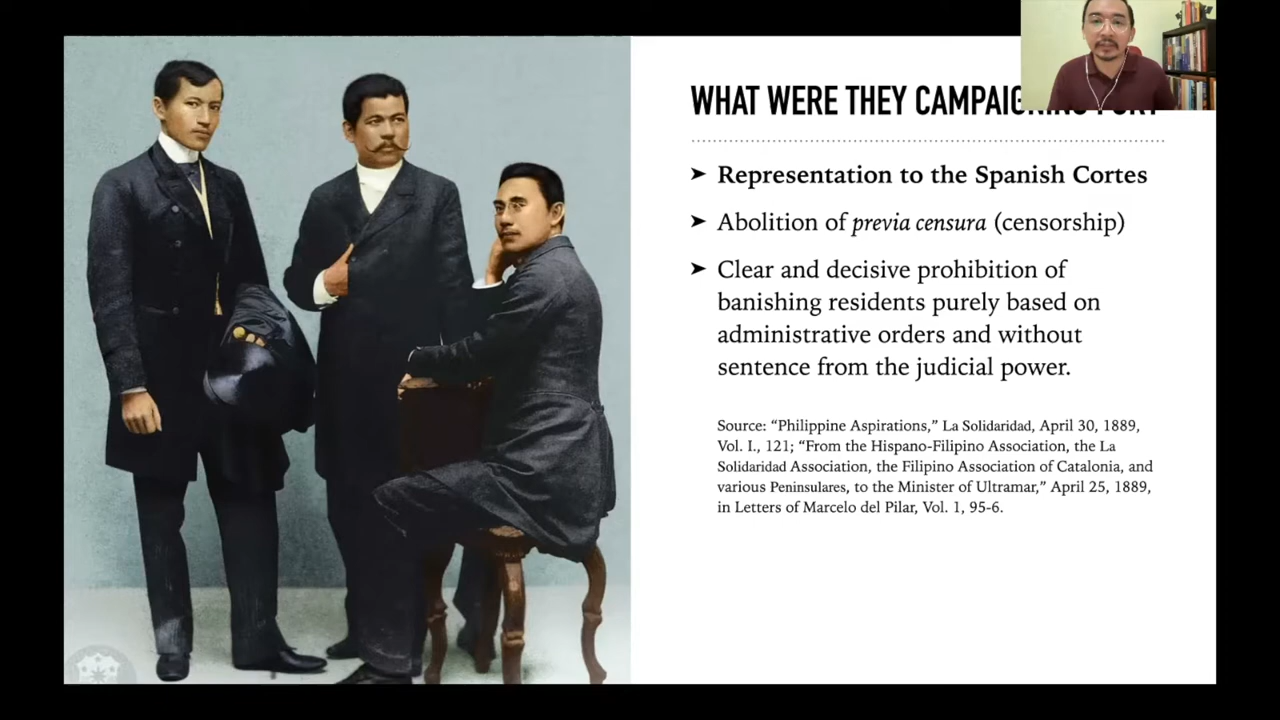 WHAT WERE THEY CAMPAIGNING FOR?
➤ Representation to the Spanish Cortes
➤ Abolition of previa censura (censorship)
➤ Clear and decisive prohibition of
banishing residents purely based on
administrative orders and without
sentence from the judicial power.
Source: “Philippine Aspirations,” La Solidaridad, April 30, 1889,
Vol. I., 121; “From the Hispano-Filipino Association, the La
Solidaridad Association, the Filipino Association of Catalonia, and
various Peninsulares, to the Minister of Ultramar,” April 25, 1889,
in Letters of Marcelo del Pilar, Vol. 1, 95-6.